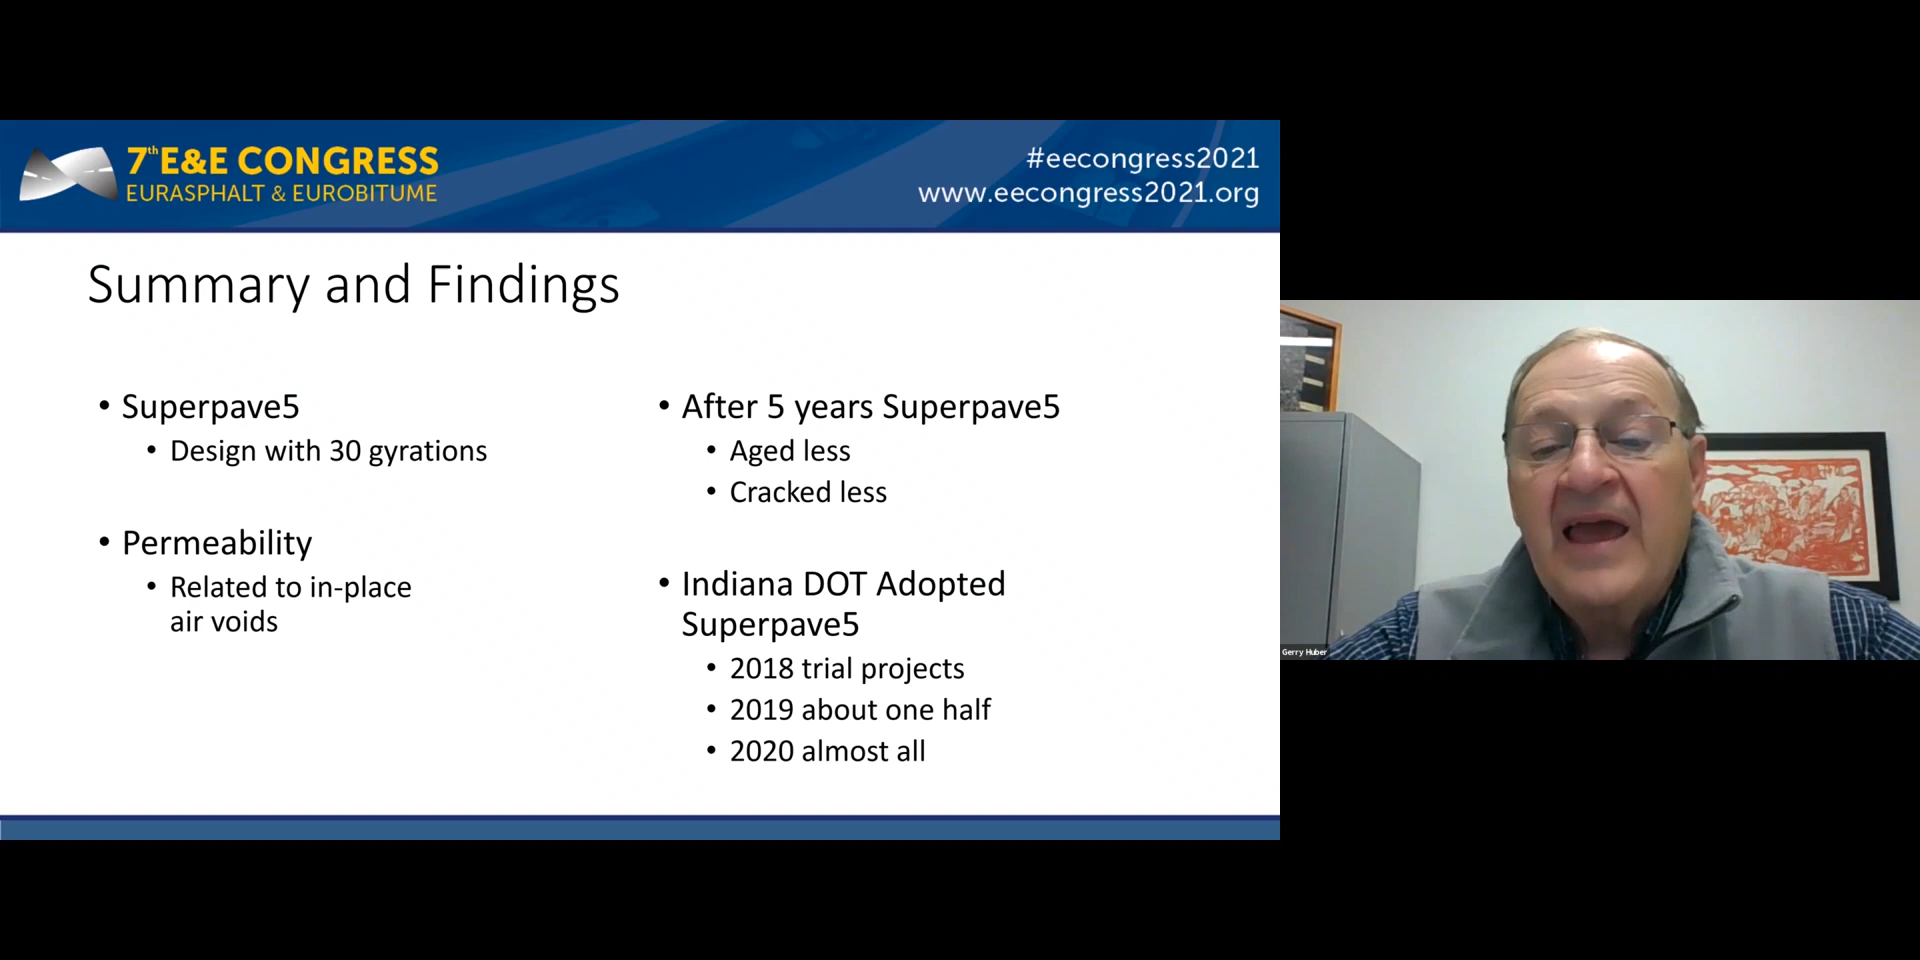 7th E&E CONGRESS
EURASPHALT & EUROBITUME
#eecongress2021
www.eecongress2021.org
Summary and Findings
• Superpave5
• Design with 30 gyrations
• Permeability
• Related to in-place
air voids
• After 5 years Superpave5
• Aged less
• Cracked less
• Indiana DOT Adopted
Superpave5
• 2018 trial projects
• 2019 about one half
• 2020 almost all
Gerry Huber